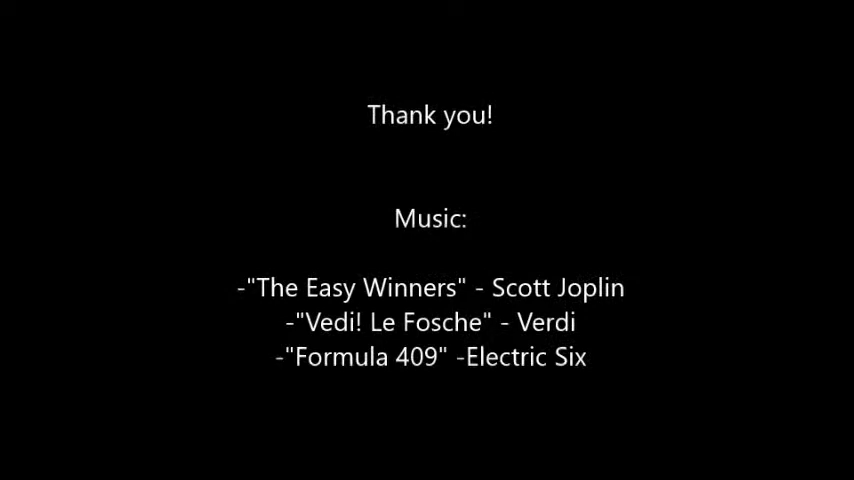 Thank you!
Music:
-"The Easy Winners" - Scott Joplin
-"Vedi! Le Fosche" - Verdi
-"Formula 409" -Electric Six